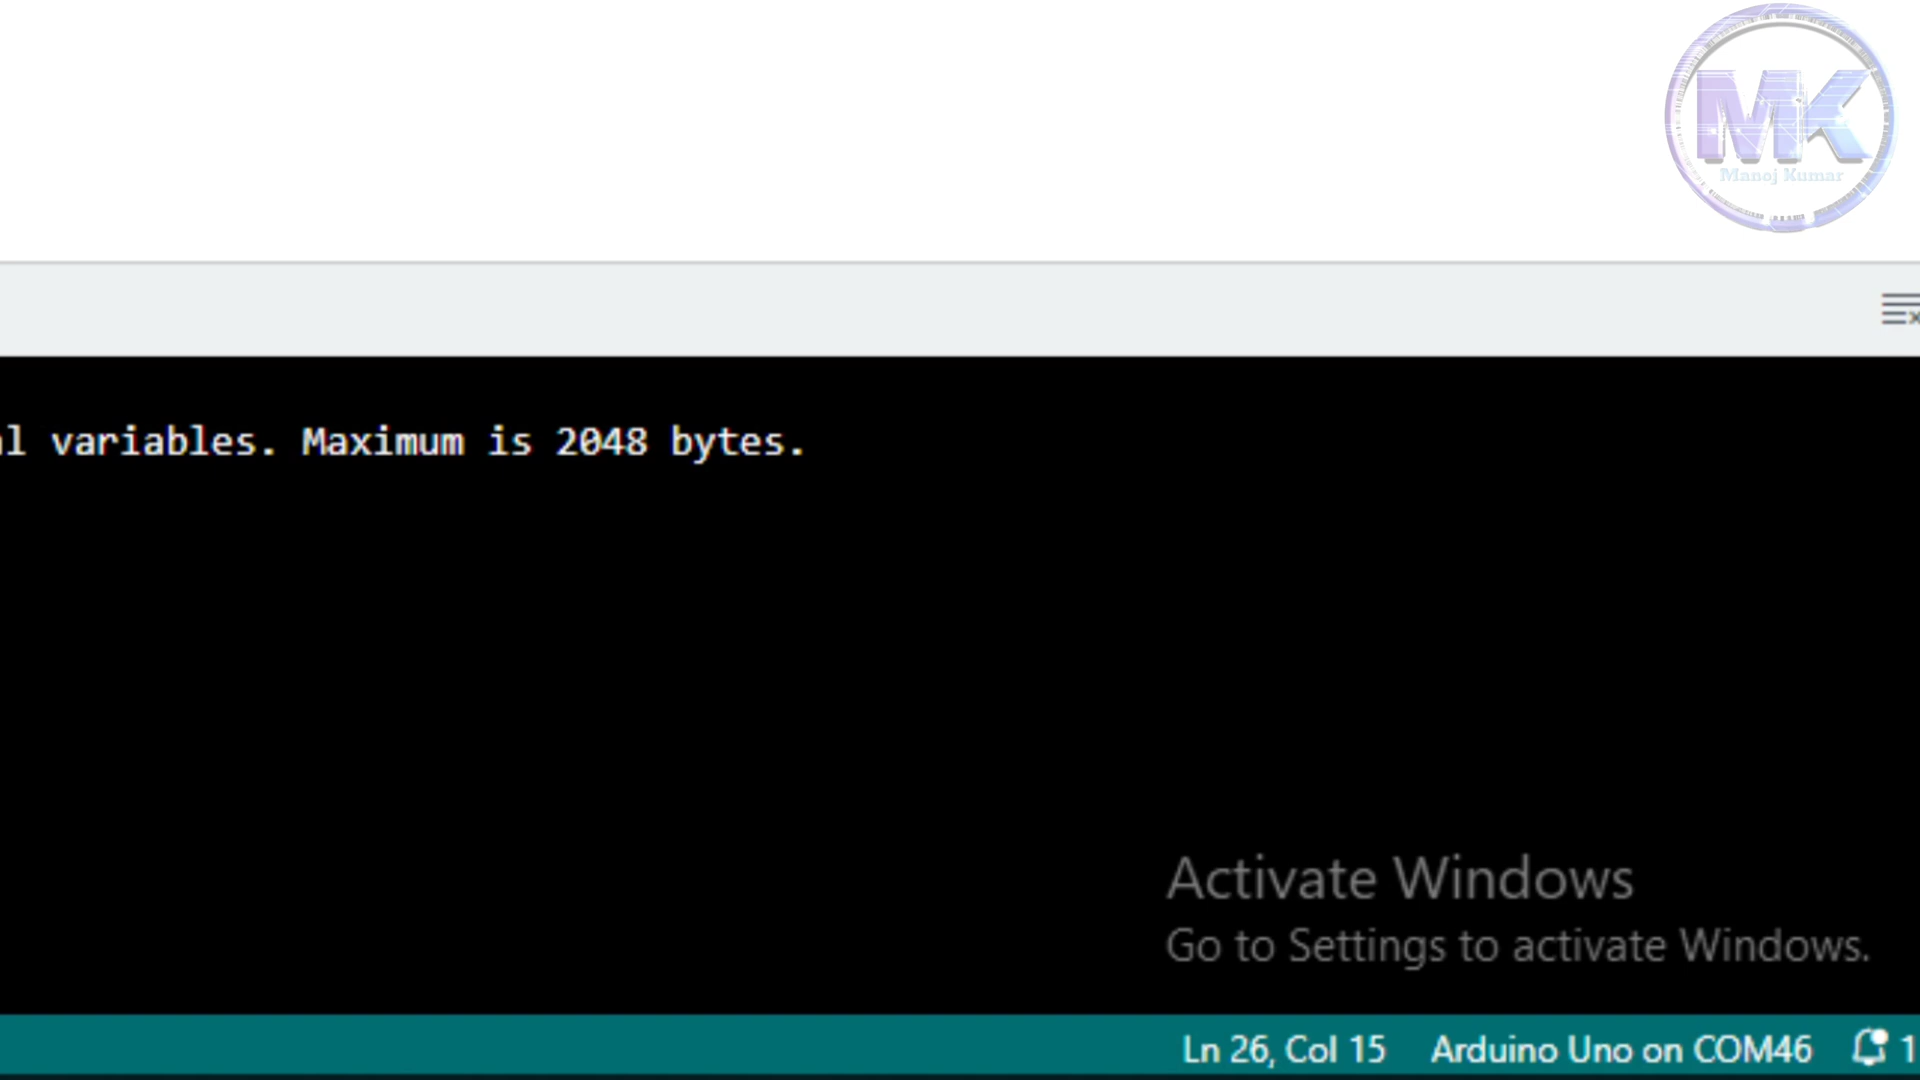 MK
Manoj Kumar
l variables. Maximum is 2048 bytes.
Activate Windows
Go to Settings to activate Windows.
Ln 26, Col 15 Arduino Uno on COM46 1